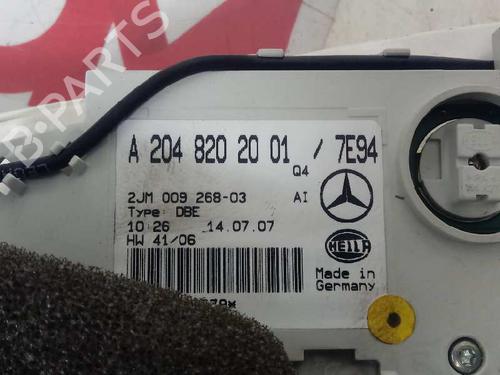 B-PARTS
A 204 820 20 01 / 7E94
Q4
2JM 009 268-03 AI
Type: DBE
10:26 14.07.07
HW 41/06
HELLA
Made in
Germany